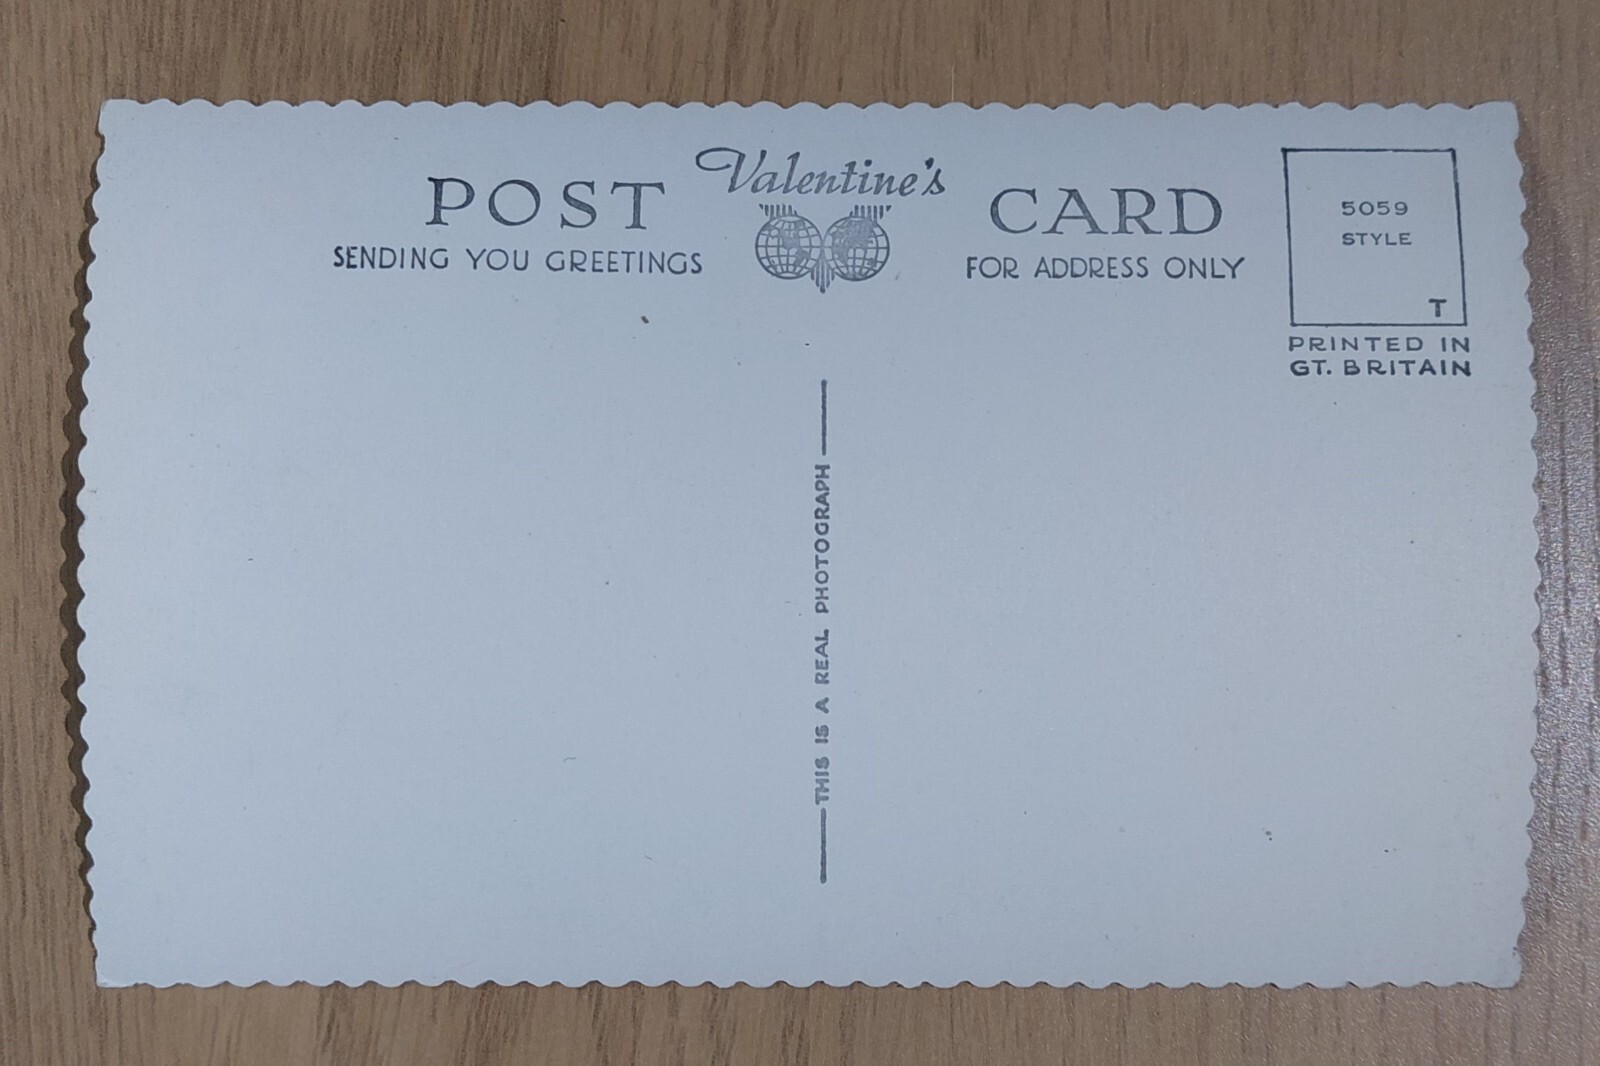 Valentine's
POST CARD
SENDING YOU GREETINGS
FOR ADDRESS ONLY
5059
STYLE
T
PRINTED IN
GT. BRITAIN
THIS IS A REAL PHOTOGRAPH